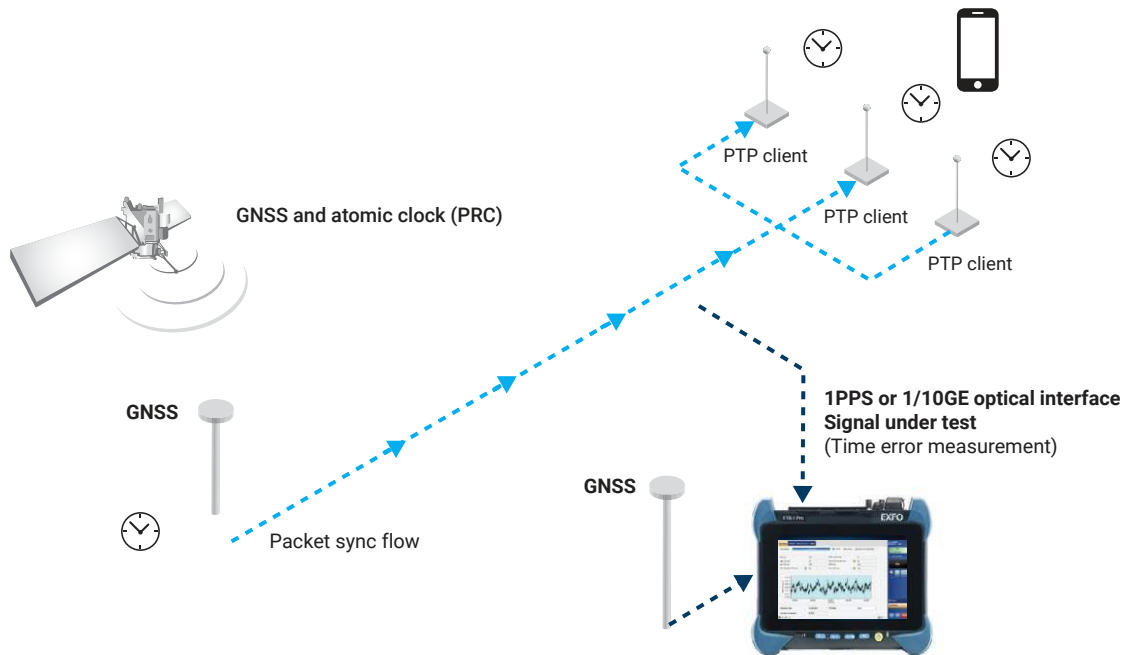 PTP client
PTP client
PTP client
GNSS and atomic clock (PRC)
GNSS
Packet sync flow
1PPS or 1/10GE optical interface
Signal under test
(Time error measurement)
GNSS
EXFO